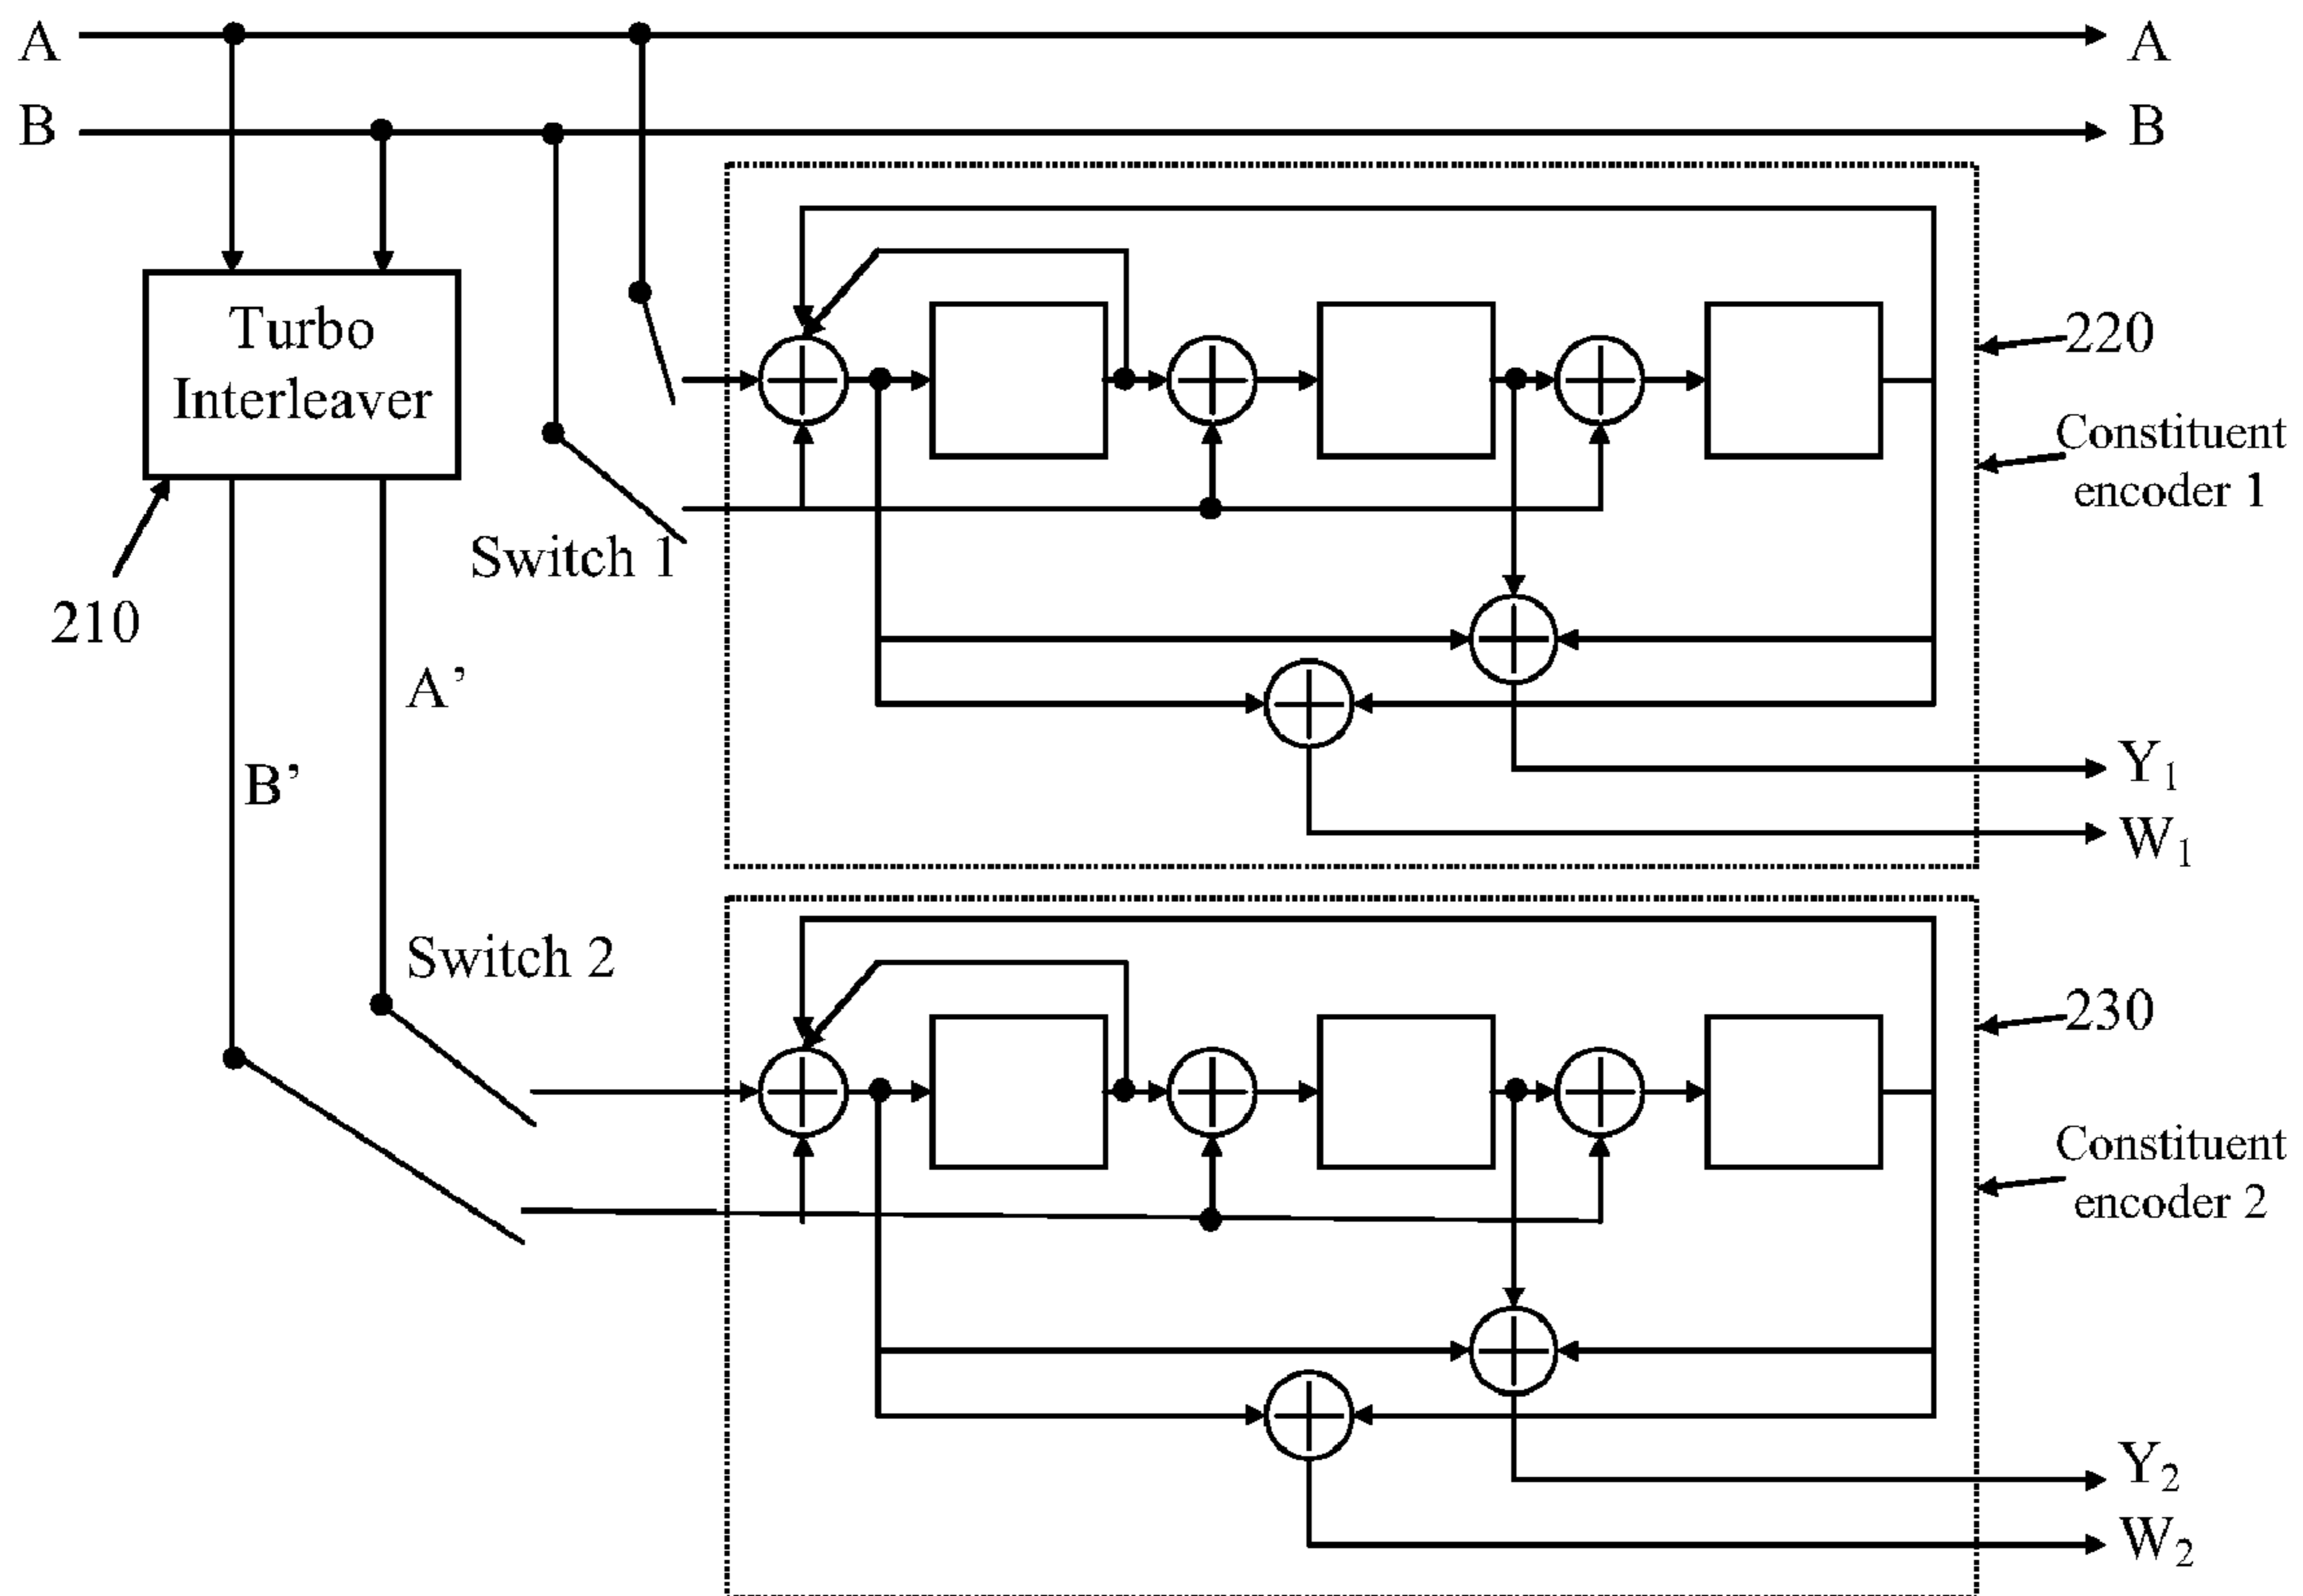 A
A
B
B
Turbo
Interleaver
220
Constituent
encoder 1
Switch 1
210
A’
B’
Y1
W1
Switch 2
230
Constituent
encoder 2
Y2
W2